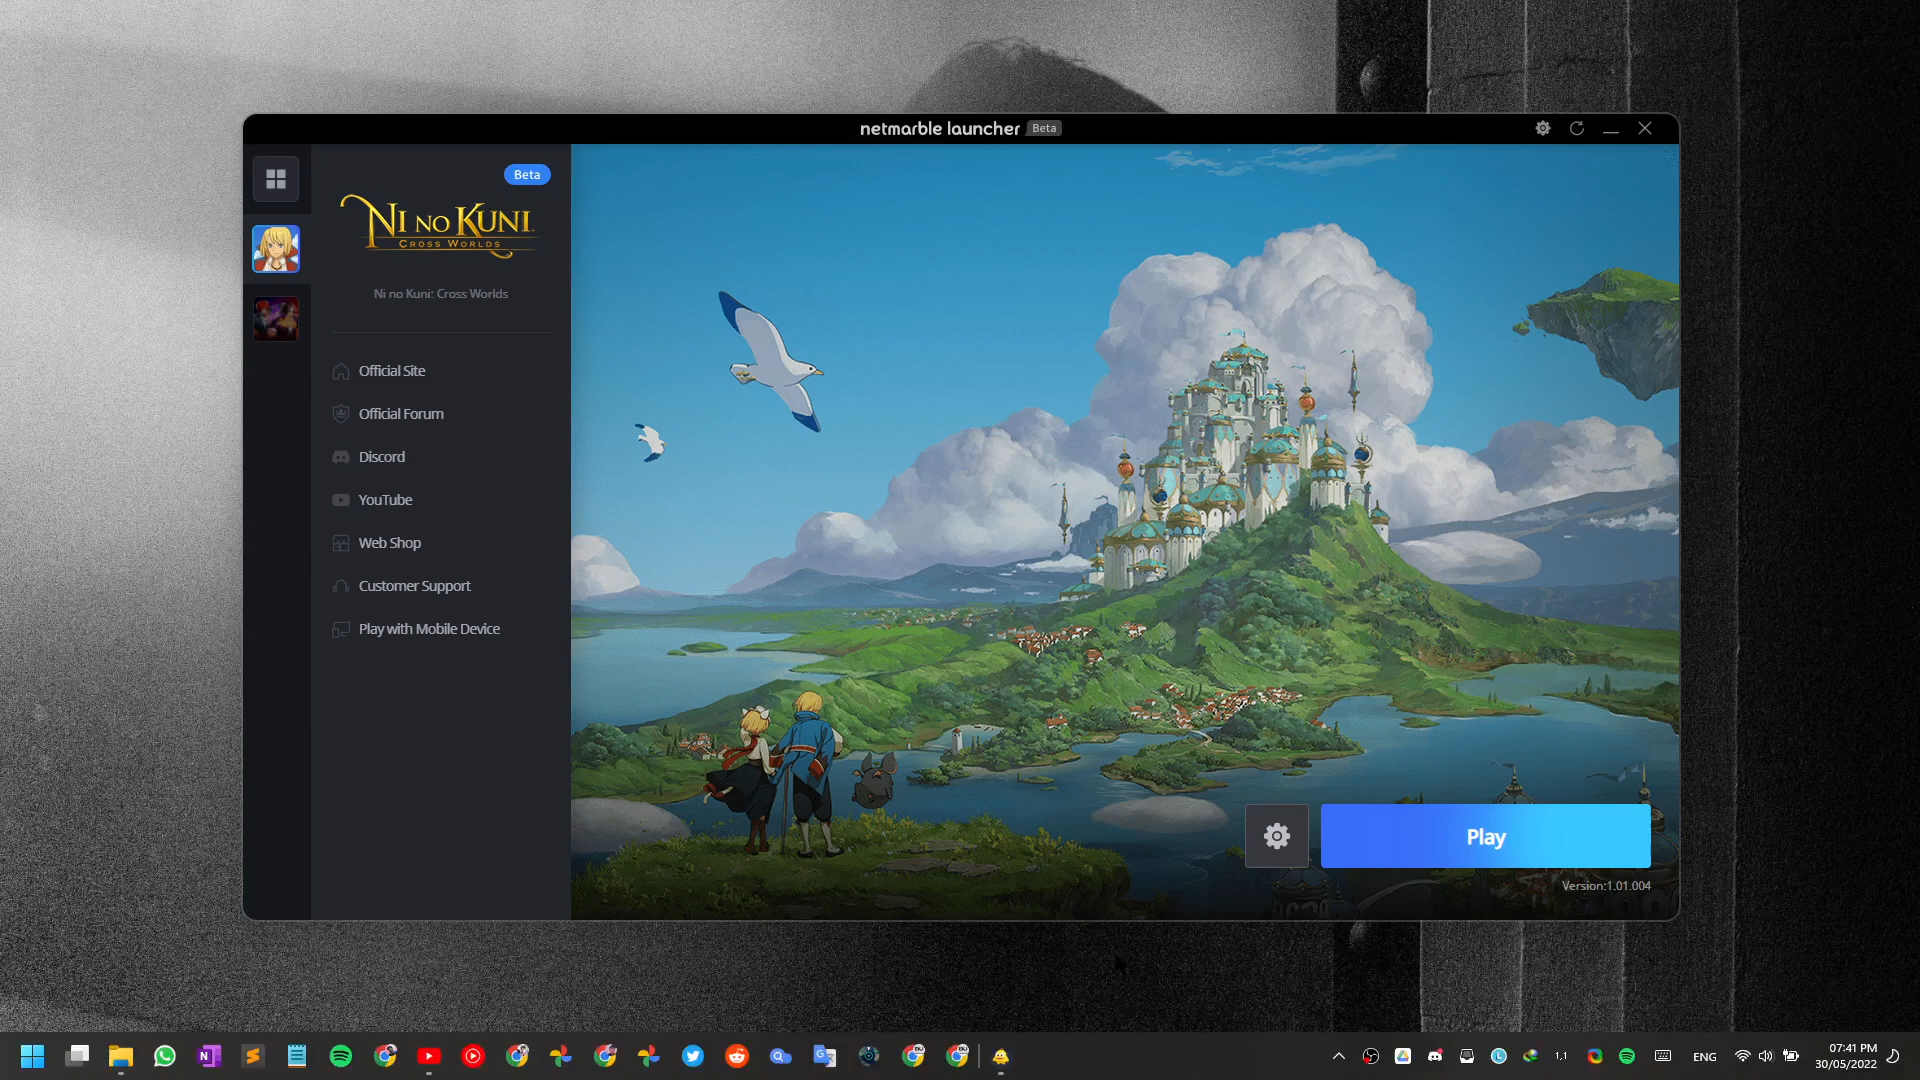 netmarble launcher Beta
Beta
NI NO KUNI
CROSS WORLDS
Ni no Kuni: Cross Worlds
Official Site
Official Forum
Discord
YouTube
Web Shop
Customer Support
Play with Mobile Device
Play
Version:1.01.004
1.1
ENG
07:41 PM
30/05/2022